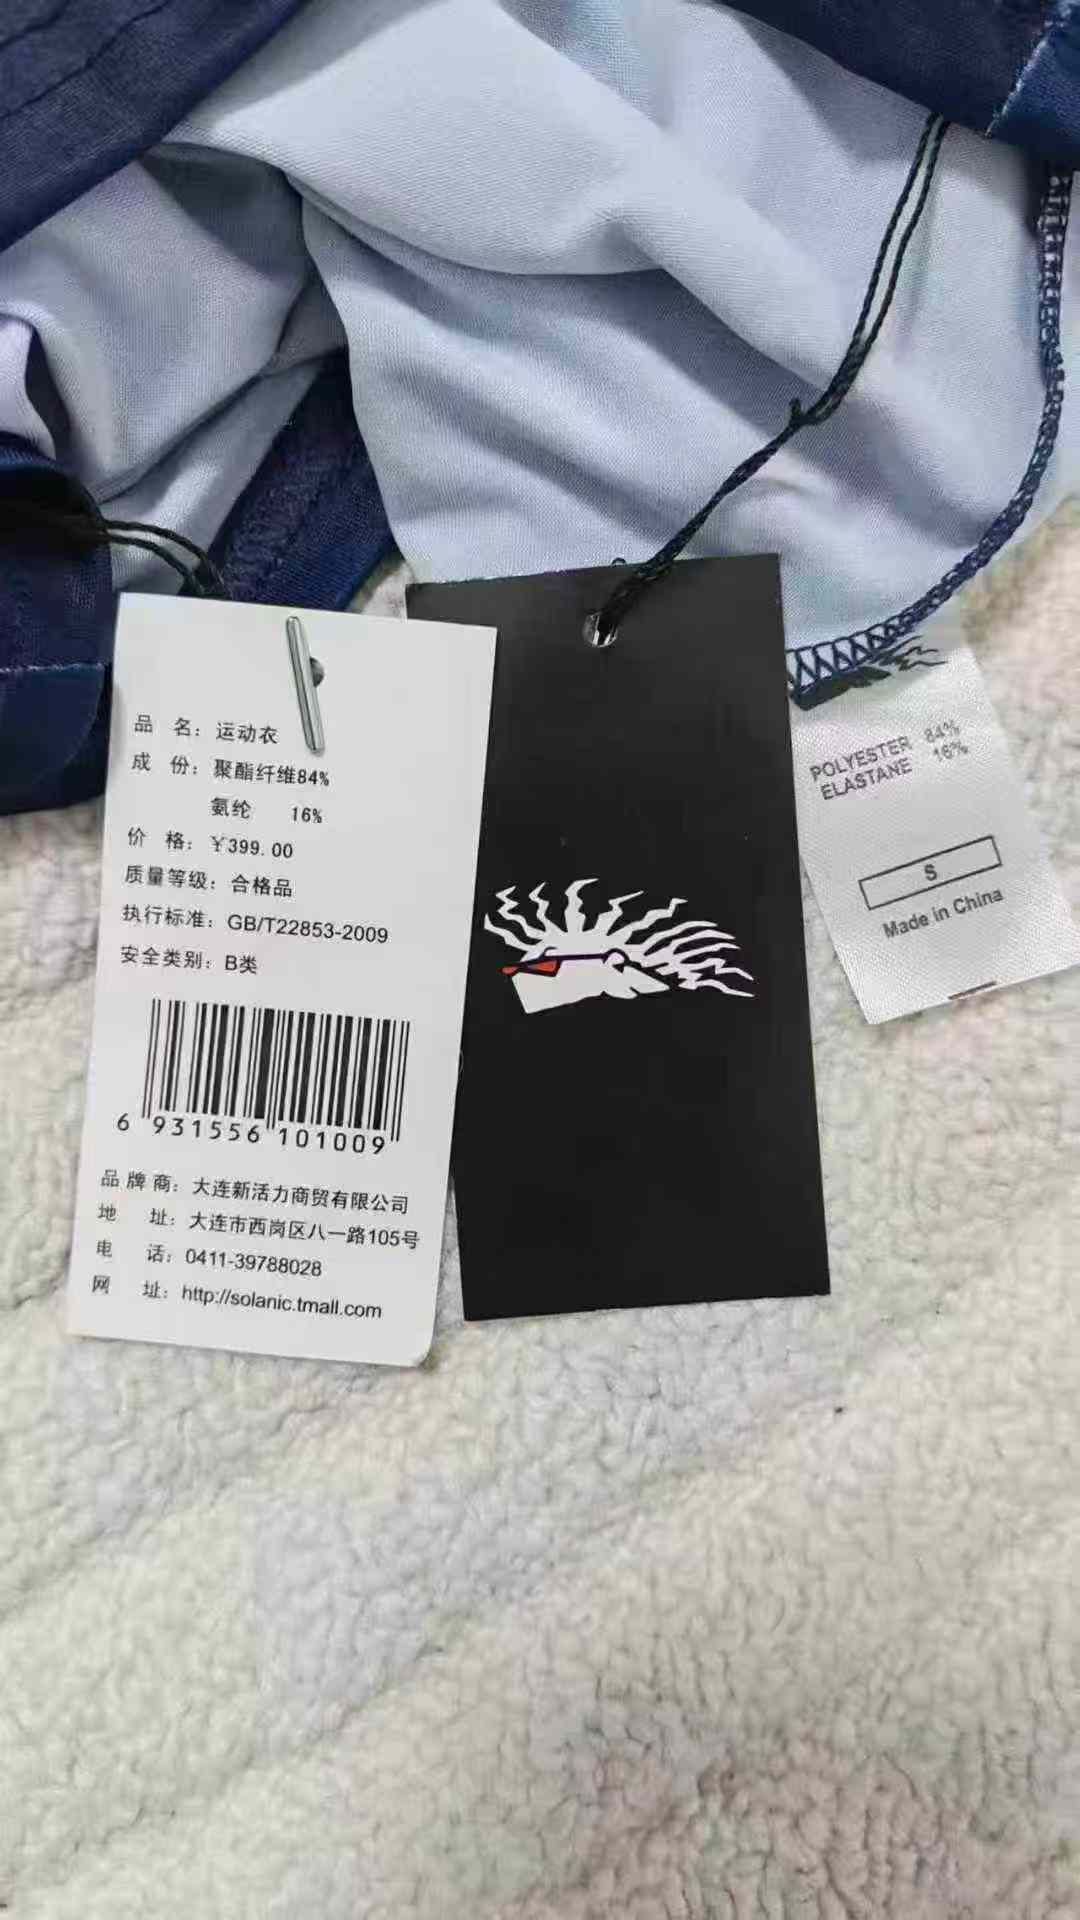 品 名：运动衣
成 份：聚酯纤维84%
氨纶 16%
价 格：￥399.00
质量等级：合格品
执行标准：GB/T22853-2009
安全类别：B类
6 931556 101009
品 牌 商：大连新活力商贸有限公司
地 址：大连市西岗区八一路105号
电 话：0411-39788028
网 址：http://solanic.tmall.com
POLYESTER 84%
ELASTANE 16%
S
Made in China